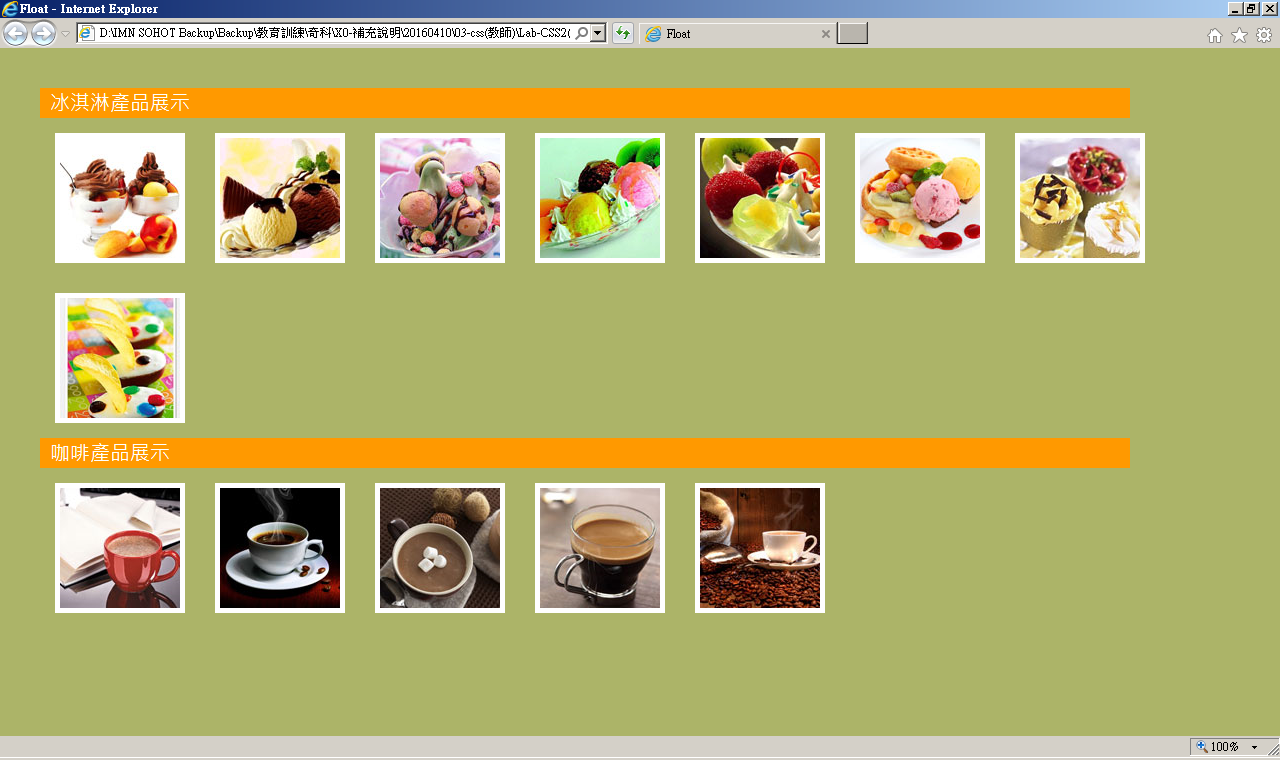 Float - Internet Explorer
D:\IMN SOHO1 Backup\Backup\教育訓練\奇科\X0-補充說明\20160410\03-css(教師)\Lab-CSS2(
Float
冰淇淋產品展示
咖啡產品展示
100%